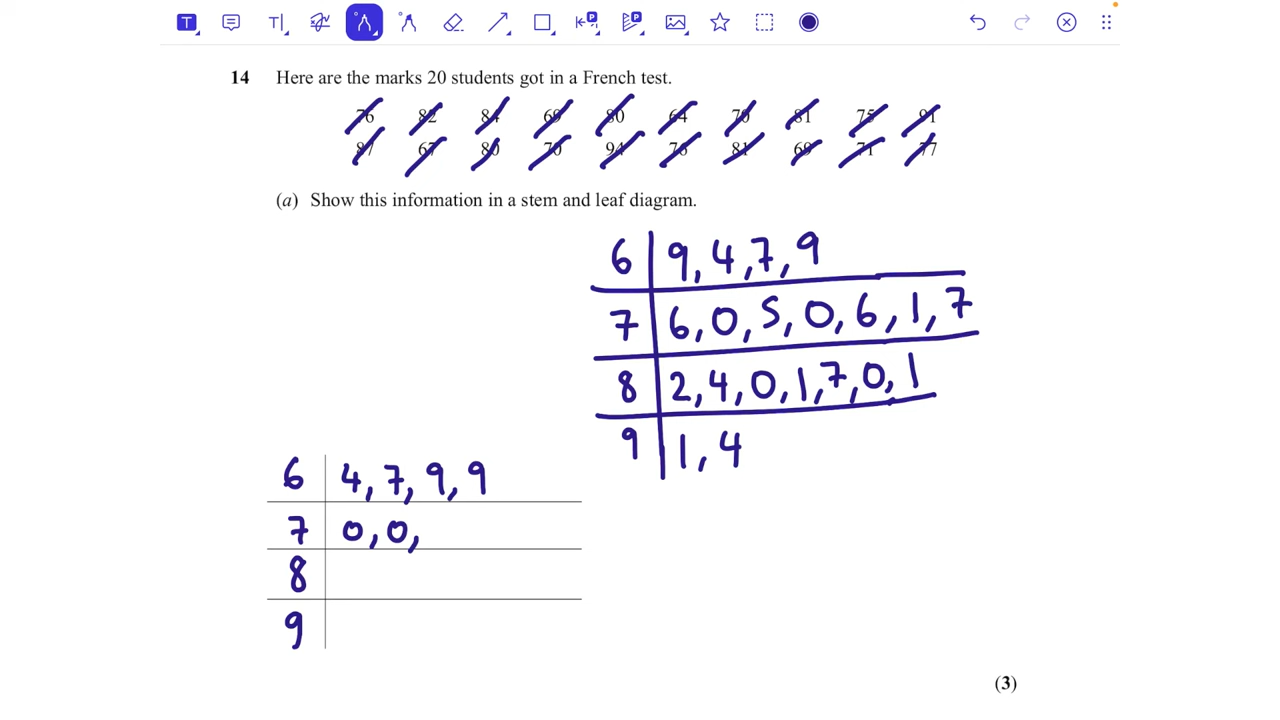 T T P P
14 Here are the marks 20 students got in a French test.
76 82 84 69 80 64 70 81 75 91
87 67 80 70 94 76 81 69 71 77
(a) Show this information in a stem and leaf diagram.
6 9, 4, 7, 9
7 6, 0, 5, 0, 6, 1, 7
8 2, 4, 0, 1, 7, 0, 1
9 1, 4
6 4, 7, 9, 9
7 0, 0,
8
9
(3)